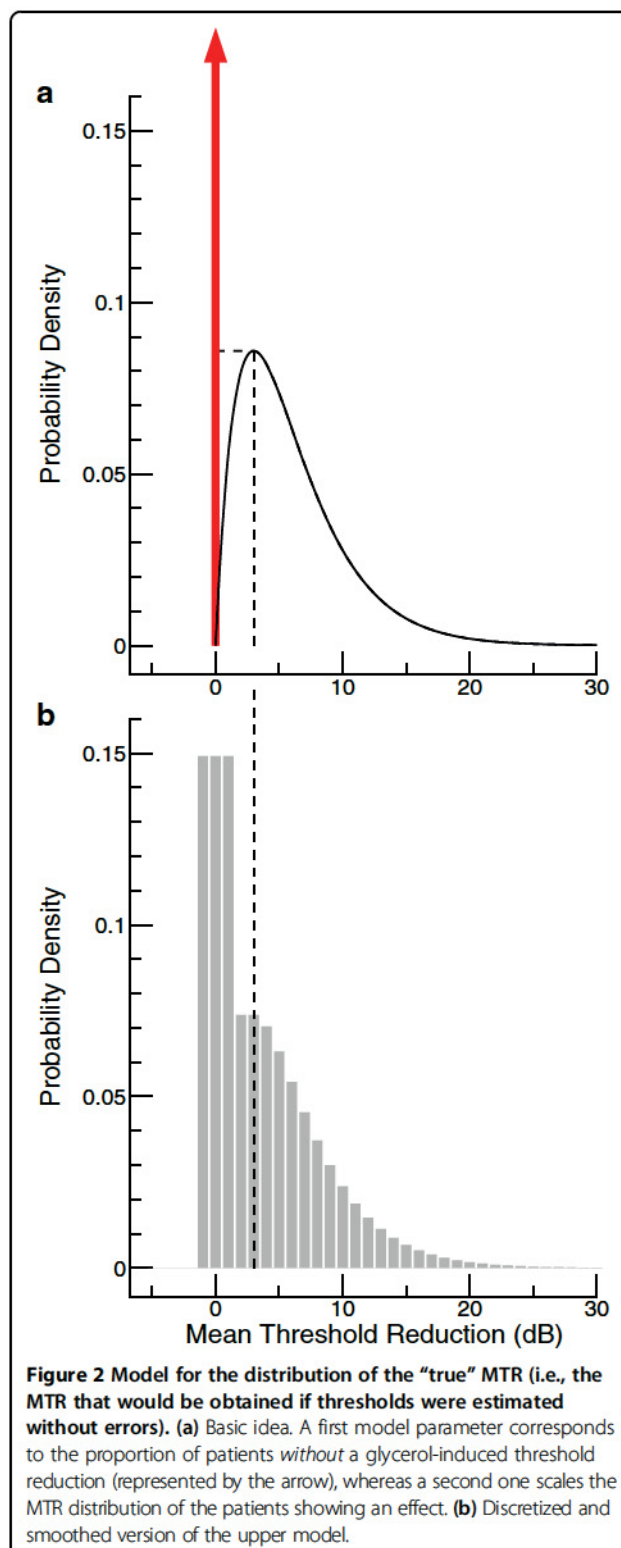 a
0.15
0.1
0.05
0
Probability Density
0 10 20 30
b
0.15
0.1
0.05
0
Probability Density
0 10 20 30
Mean Threshold Reduction (dB)
Figure 2 Model for the distribution of the “true” MTR (i.e., the
MTR that would be obtained if thresholds were estimated
without errors). (a) Basic idea. A first model parameter corresponds
to the proportion of patients without a glycerol-induced threshold
reduction (represented by the arrow), whereas a second one scales the
MTR distribution of the patients showing an effect. (b) Discretized and
smoothed version of the upper model.